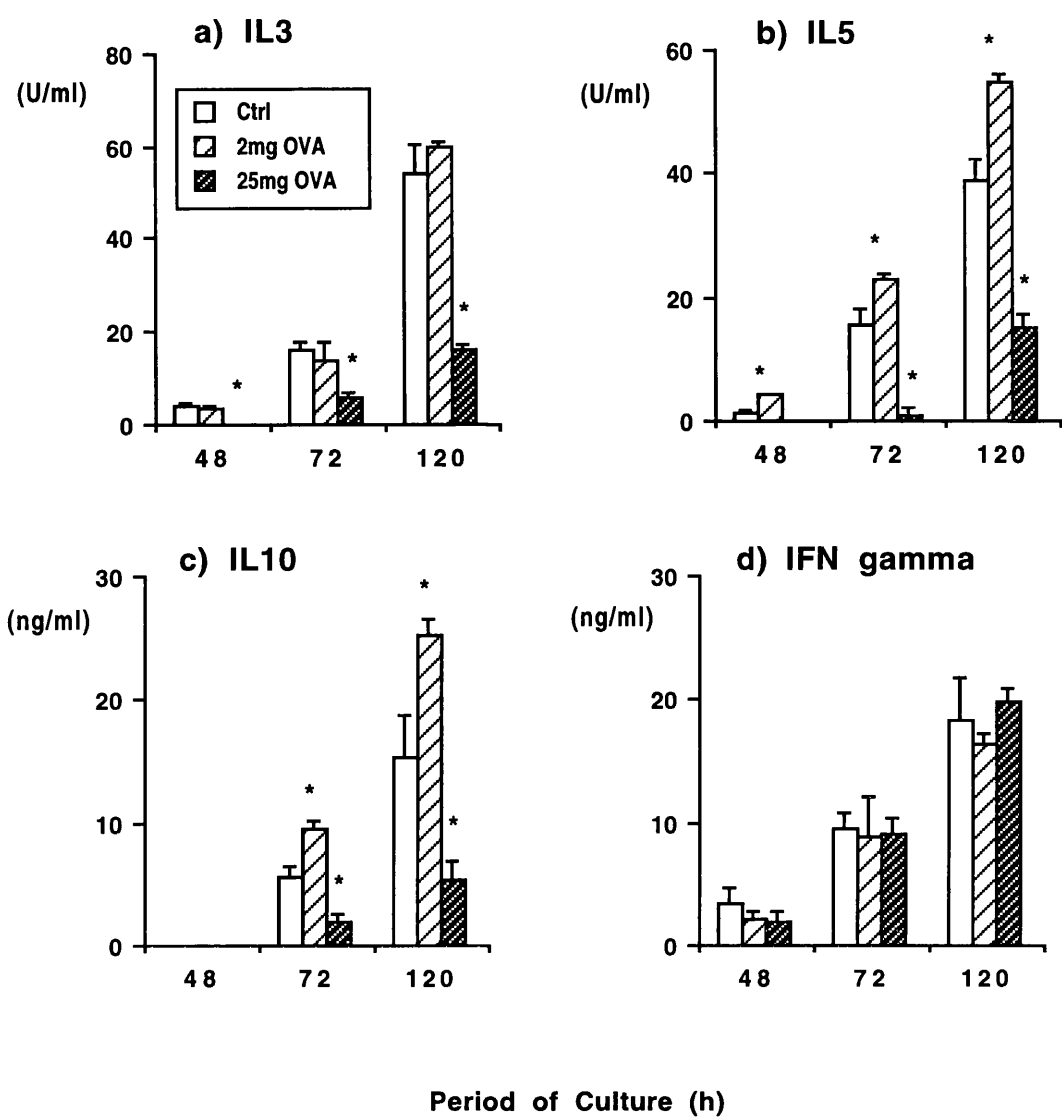 a) IL3
80
(U/ml)
Ctrl
2mg OVA
25mg OVA
60
40
20
0
*
*
*
48 72 120
b) IL5
60
(U/ml)
40
20
0
*
*
*
*
*
48 72 120
c) IL10
30
(ng/ml)
20
10
0
*
*
*
*
48 72 120
d) IFN gamma
30
(ng/ml)
20
10
0
48 72 120
Period of Culture (h)